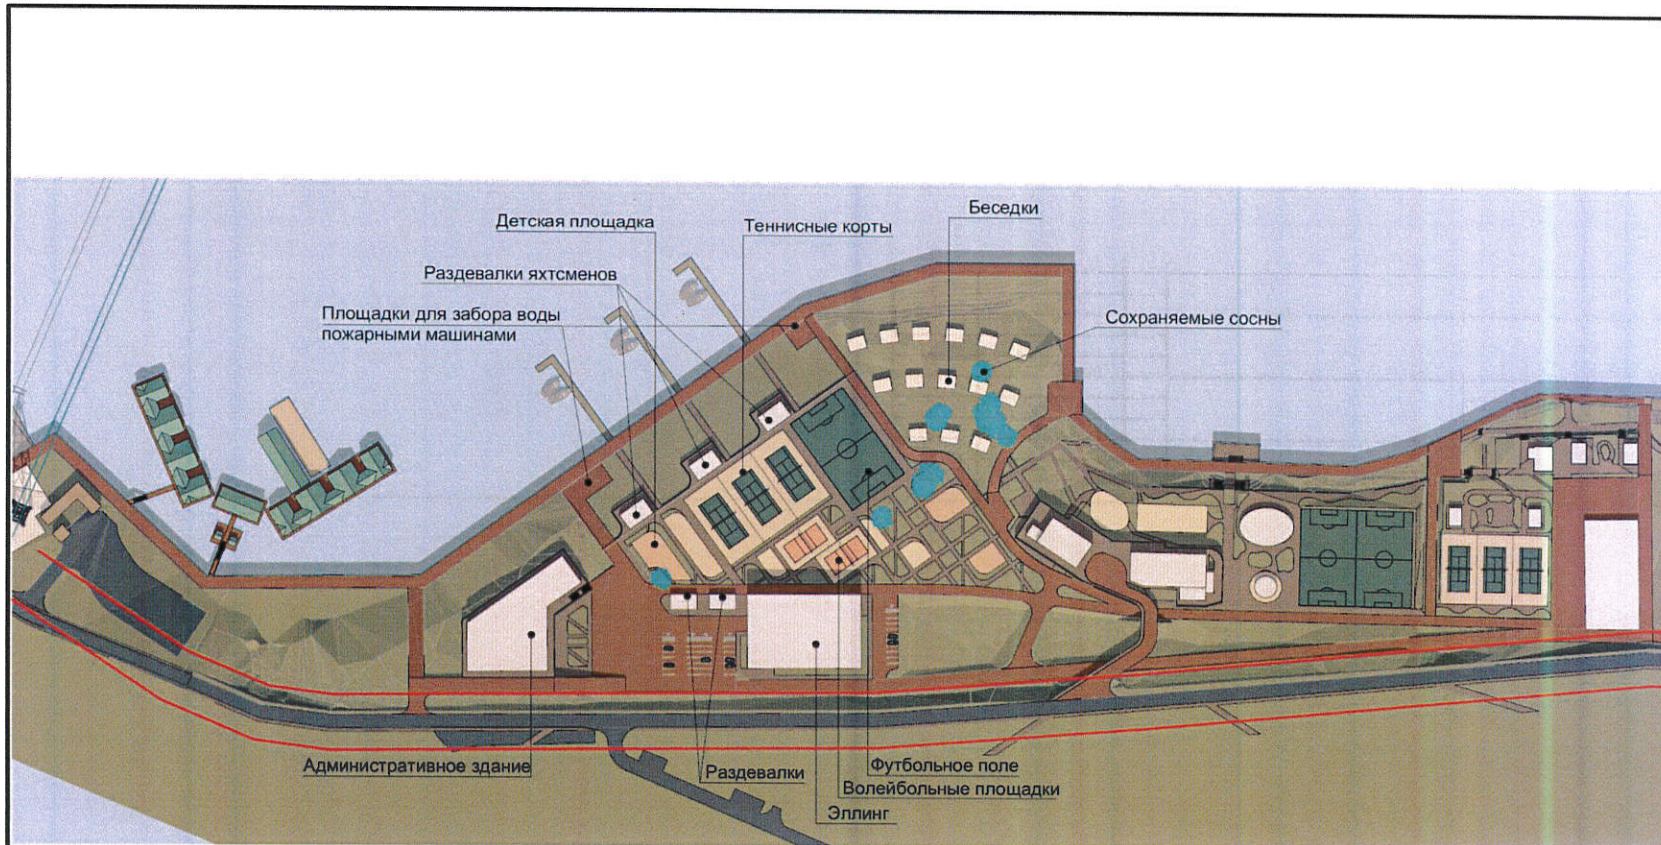 Беседки
Детская площадка
Теннисные корты
Раздевалки яхтсменов
Площадки для забора воды
пожарными машинами
Сохраняемые сосны
Административное здание
Раздевалки
Футбольное поле
Волейбольные площадки
Эллинг